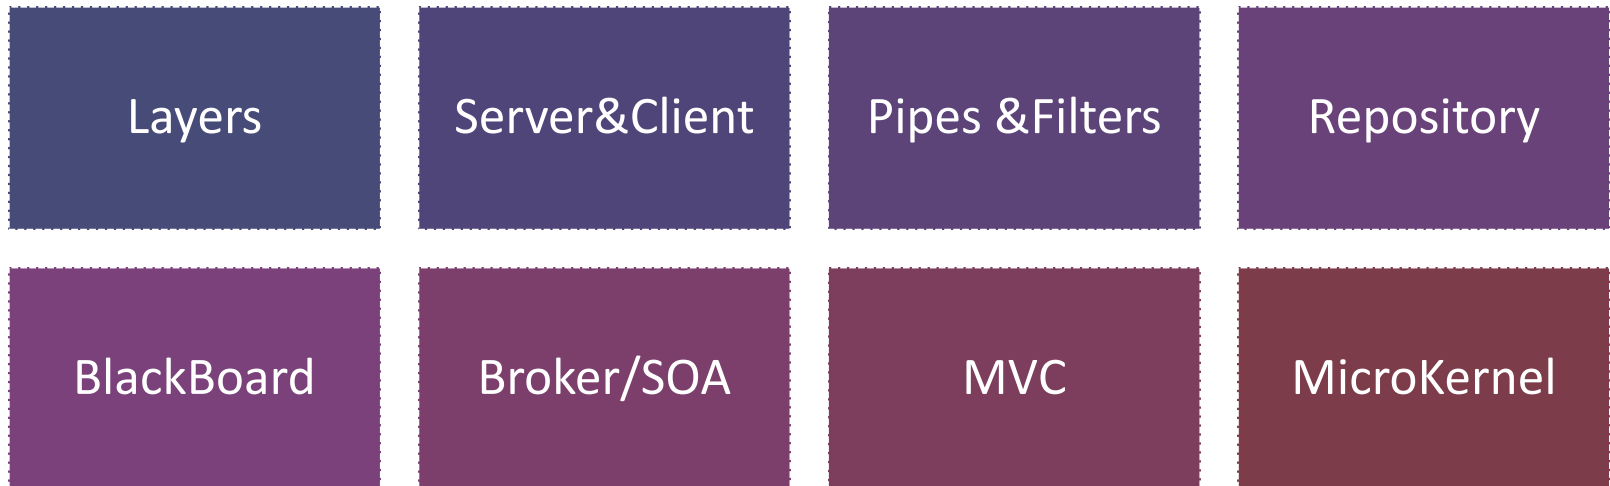 Layers
Server&Client
Pipes &Filters
Repository
BlackBoard
Broker/SOA
MVC
MicroKernel